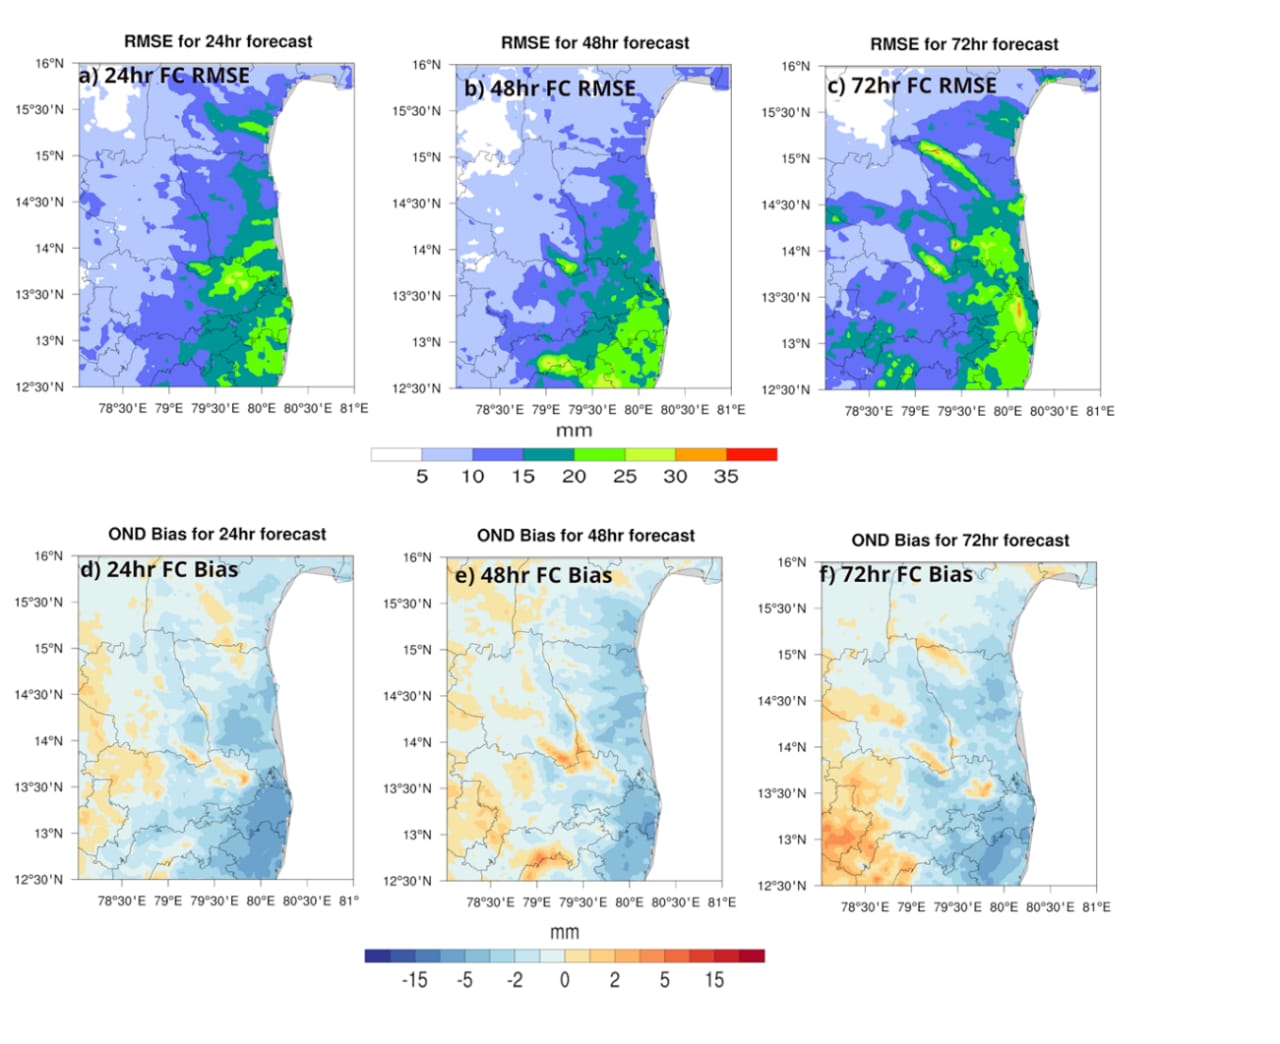 RMSE for 24hr forecast
RMSE for 48hr forecast
RMSE for 72hr forecast
a) 24hr FC RMSE
b) 48hr FC RMSE
c) 72hr FC RMSE
16°N
15°30'N
15°N
14°30'N
14°N
13°30'N
13°N
12°30'N
78°30'E 79°E 79°30'E 80°E 80°30'E 81°E
16°N
15°30'N
15°N
14°30'N
14°N
13°30'N
13°N
12°30'N
78°30'E 79°E 79°30'E 80°E 80°30'E 81°E
16°N
15°30'N
15°N
14°30'N
14°N
13°30'N
13°N
12°30'N
78°30'E 79°E 79°30'E 80°E 80°30'E 81°E
mm
5 10 15 20 25 30 35
OND Bias for 24hr forecast
OND Bias for 48hr forecast
OND Bias for 72hr forecast
d) 24hr FC Bias
e) 48hr FC Bias
f) 72hr FC Bias
16°N
15°30'N
15°N
14°30'N
14°N
13°30'N
13°N
12°30'N
78°30'E 79°E 79°30'E 80°E 80°30'E 81°
16°N
15°30'N
15°N
14°30'N
14°N
13°30'N
13°N
12°30'N
78°30'E 79°E 79°30'E 80°E 80°30'E 81°E
16°N
15°30'N
15°N
14°30'N
14°N
13°30'N
13°N
12°30'N
78°30'E 79°E 79°30'E 80°E 80°30'E 81°E
mm
-15 -5 -2 0 2 5 15